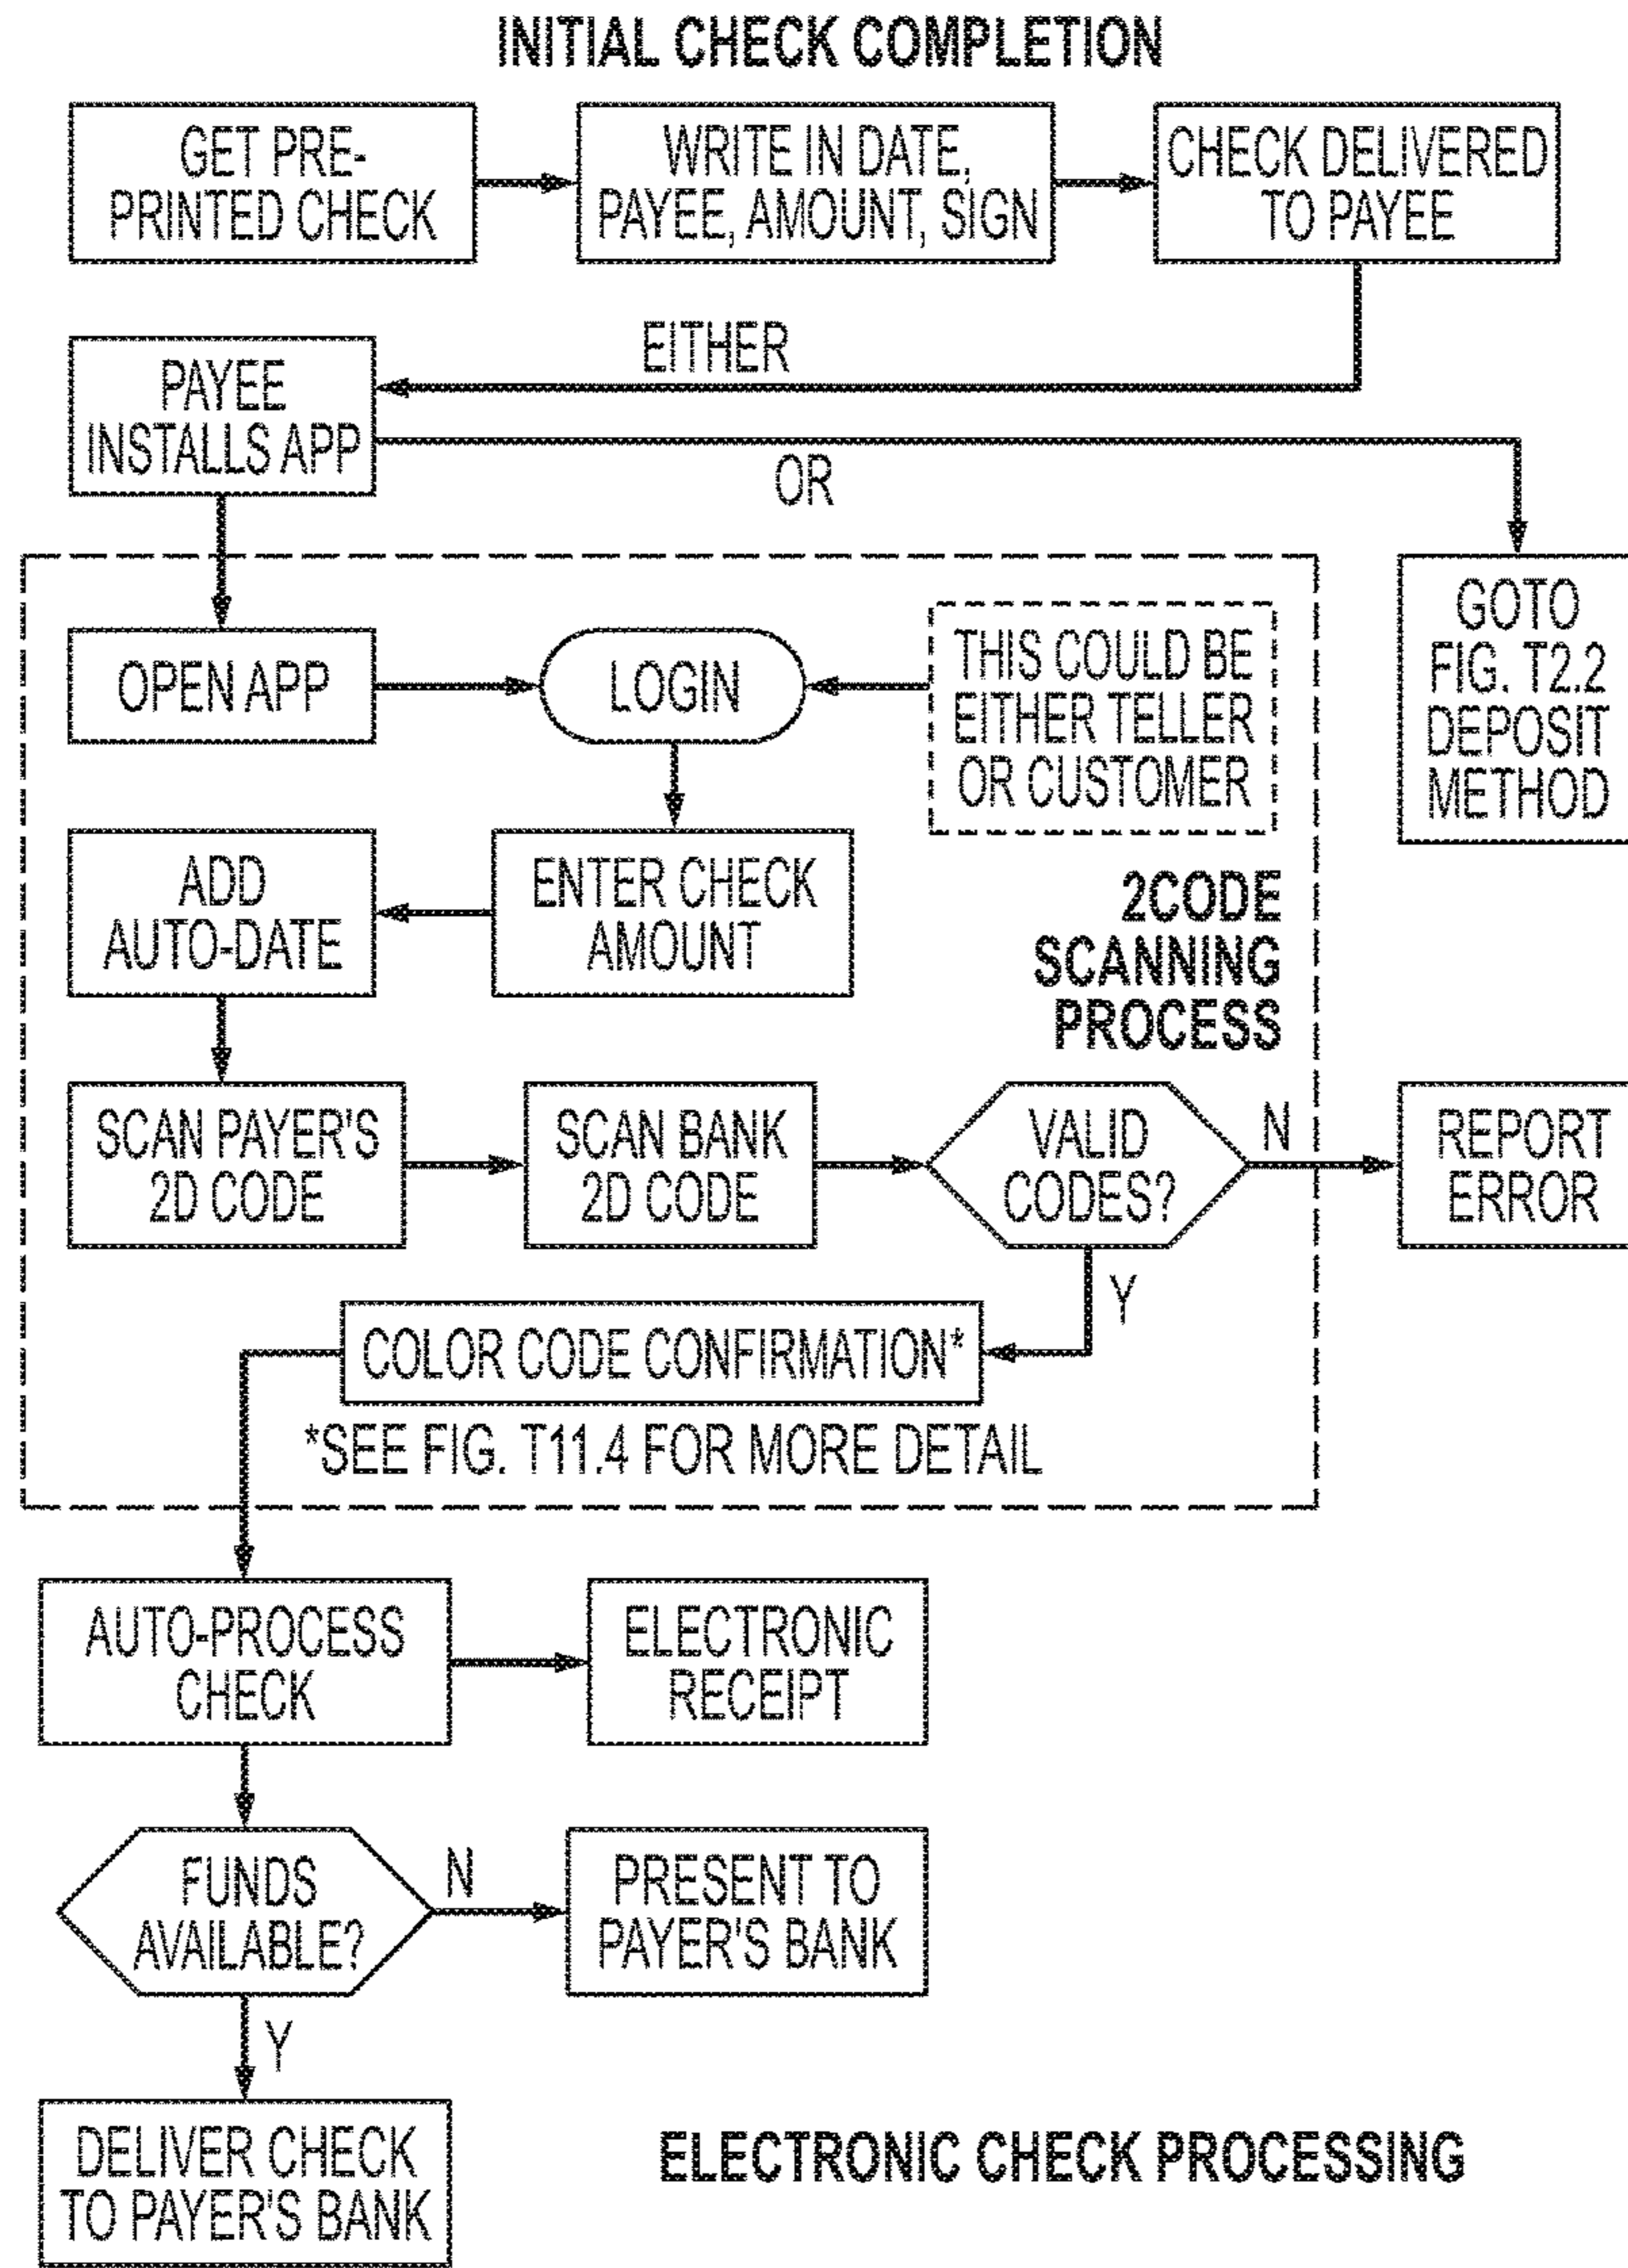 INITIAL CHECK COMPLETION
GET PRE-
PRINTED CHECK
WRITE IN DATE,
PAYEE, AMOUNT, SIGN
CHECK DELIVERED
TO PAYEE
EITHER
PAYEE
INSTALLS APP
OR
GOTO
FIG. T2.2
DEPOSIT
METHOD
OPEN APP
LOGIN
THIS COULD BE
EITHER TELLER
OR CUSTOMER
ADD
AUTO-DATE
ENTER CHECK
AMOUNT
2CODE
SCANNING
PROCESS
SCAN PAYER'S
2D CODE
SCAN BANK
2D CODE
VALID
CODES?
N
REPORT
ERROR
Y
COLOR CODE CONFIRMATION*
*SEE FIG. T11.4 FOR MORE DETAIL
AUTO-PROCESS
CHECK
ELECTRONIC
RECEIPT
FUNDS
AVAILABLE?
N
PRESENT TO
PAYER'S BANK
Y
DELIVER CHECK
TO PAYER'S BANK
ELECTRONIC CHECK PROCESSING